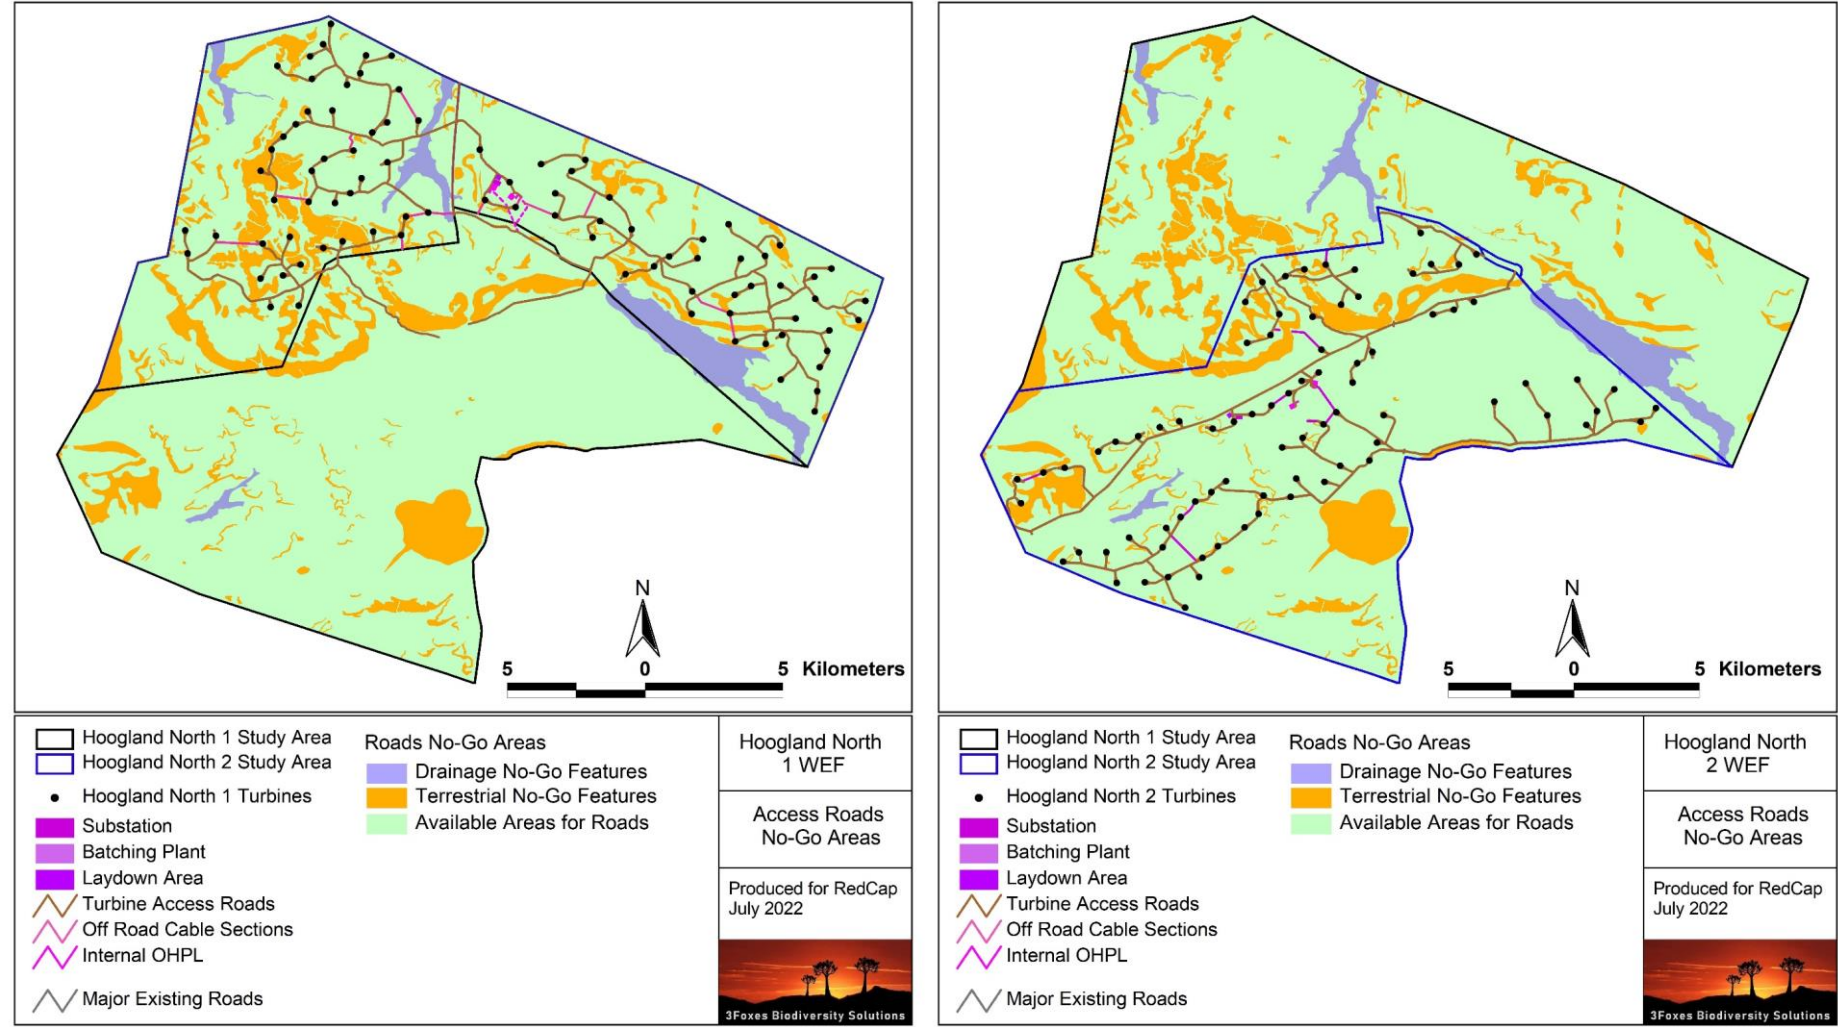 N
5 0 5 Kilometers
Hoogland North 1 Study Area
Hoogland North 2 Study Area
Hoogland North 1 Turbines
Substation
Batching Plant
Laydown Area
Turbine Access Roads
Off Road Cable Sections
Internal OHPL
Major Existing Roads
Roads No-Go Areas
Drainage No-Go Features
Terrestrial No-Go Features
Available Areas for Roads
Hoogland North
1 WEF
Access Roads
No-Go Areas
Produced for RedCap
July 2022
3Foxes Biodiversity Solutions
N
5 0 5 Kilometers
Hoogland North 1 Study Area
Hoogland North 2 Study Area
Hoogland North 2 Turbines
Substation
Batching Plant
Laydown Area
Turbine Access Roads
Off Road Cable Sections
Internal OHPL
Major Existing Roads
Roads No-Go Areas
Drainage No-Go Features
Terrestrial No-Go Features
Available Areas for Roads
Hoogland North
2 WEF
Access Roads
No-Go Areas
Produced for RedCap
July 2022
3Foxes Biodiversity Solutions